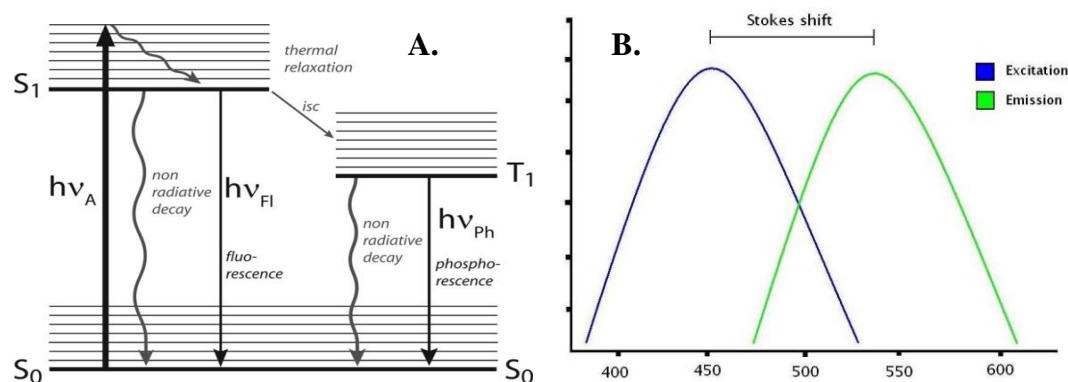 A.
thermal
relaxation
S1
isc
T1
hνA
non
radiative
decay
hνFl
fluo-
rescence
non
radiative
decay
hνPh
phospho-
rescence
S0
S0
B.
Stokes shift
Excitation
Emission
400
450
500
550
600